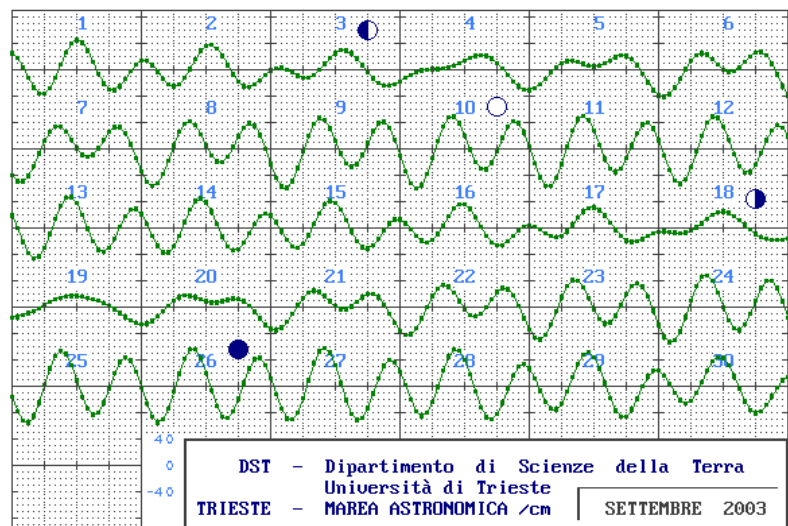 1 2 3 4 5 6
7 8 9 10 11 12
13 14 15 16 17 18
19 20 21 22 23 24
25 26 27 28 29 30
40
0
-40
DST - Dipartimento di Scienze della Terra
Università di Trieste
TRIESTE - MAREA ASTRONOMICA /cm SETTEMBRE 2003